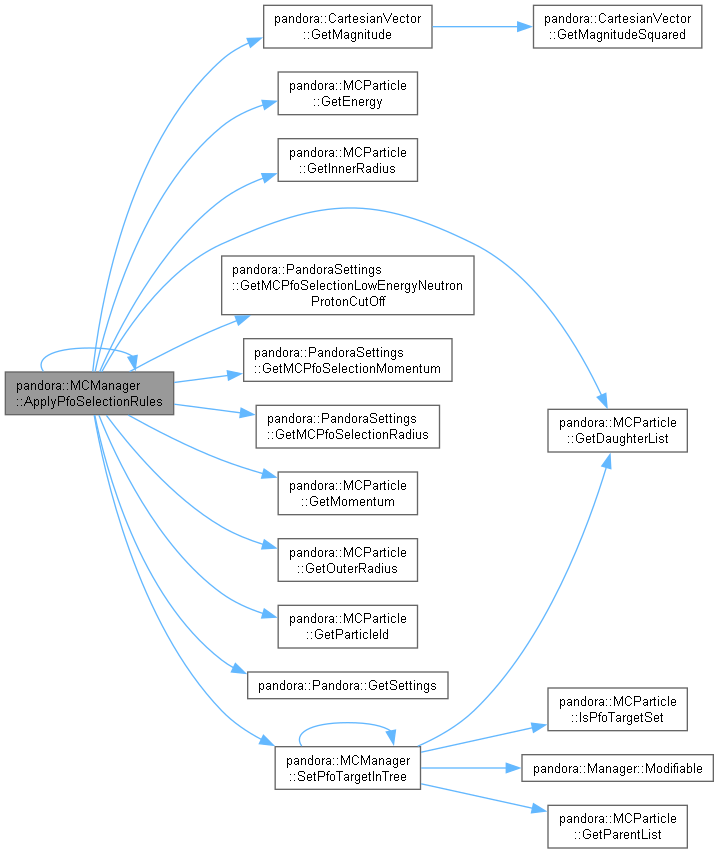 pandora::CartesianVector
::GetMagnitude
pandora::CartesianVector
::GetMagnitudeSquared
pandora::MCParticle
::GetEnergy
pandora::MCParticle
::GetInnerRadius
pandora::PandoraSettings
::GetMCPfoSelectionLowEnergyNeutron
ProtonCutOff
pandora::PandoraSettings
::GetMCPfoSelectionMomentum
pandora::MCManager
::ApplyPfoSelectionRules
pandora::PandoraSettings
::GetMCPfoSelectionRadius
pandora::MCParticle
::GetDaughterList
pandora::MCParticle
::GetMomentum
pandora::MCParticle
::GetOuterRadius
pandora::MCParticle
::GetParticleId
pandora::Pandora::GetSettings
pandora::MCManager
::SetPfoTargetInTree
pandora::MCParticle
::IsPfoTargetSet
pandora::Manager::Modifiable
pandora::MCParticle
::GetParentList